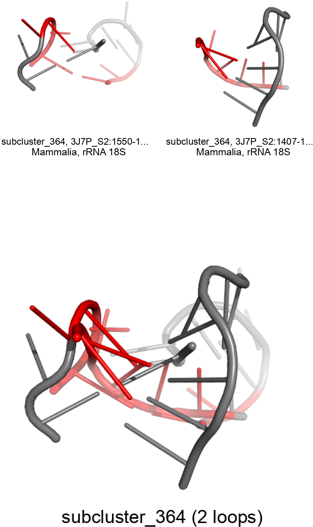 subcluster_364, 3J7P_S2:1550-1...
Mammalia, rRNA 18S
subcluster_364, 3J7P_S2:1407-1...
Mammalia, rRNA 18S
subcluster_364 (2 loops)